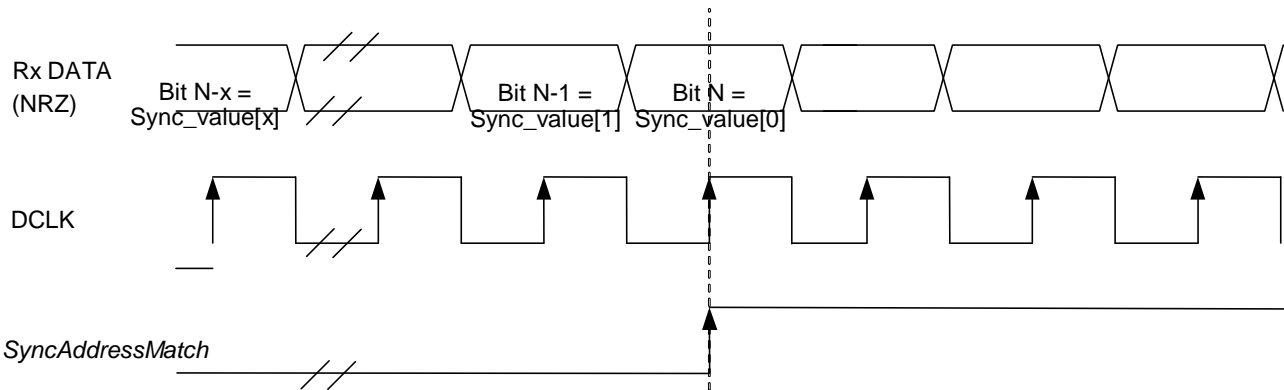 Rx DATA
(NRZ)
Bit N-x =
Sync_value[x]
Bit N-1 =
Sync_value[1]
Bit N =
Sync_value[0]
DCLK
SyncAddressMatch